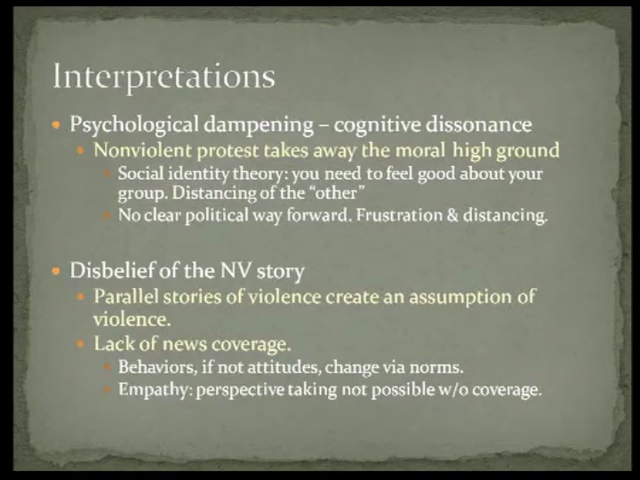 Interpretations
• Psychological dampening – cognitive dissonance
• Nonviolent protest takes away the moral high ground
• Social identity theory: you need to feel good about your
group. Distancing of the “other”
• No clear political way forward. Frustration & distancing.
• Disbelief of the NV story
• Parallel stories of violence create an assumption of
violence.
• Lack of news coverage.
• Behaviors, if not attitudes, change via norms.
• Empathy: perspective taking not possible w/o coverage.